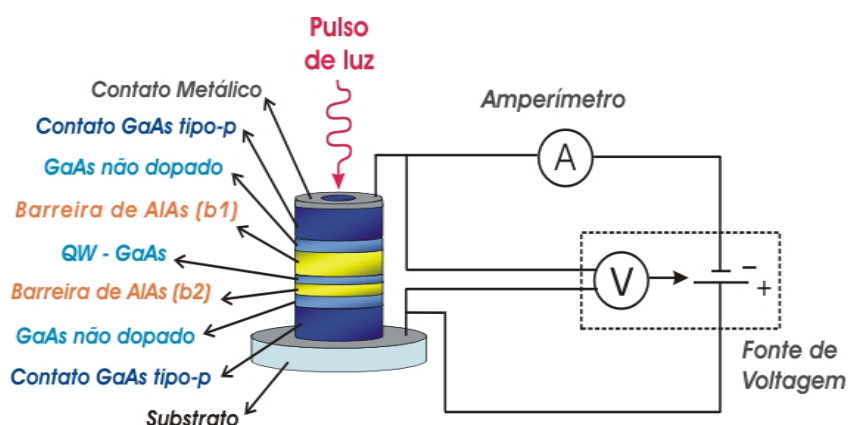 Pulso
de luz
Contato Metálico
Contato GaAs tipo-p
GaAs não dopado
Barreira de AlAs (b1)
QW - GaAs
Barreira de AlAs (b2)
GaAs não dopado
Contato GaAs tipo-p
Substrato
Amperímetro
A
V
-
+
Fonte de
Voltagem